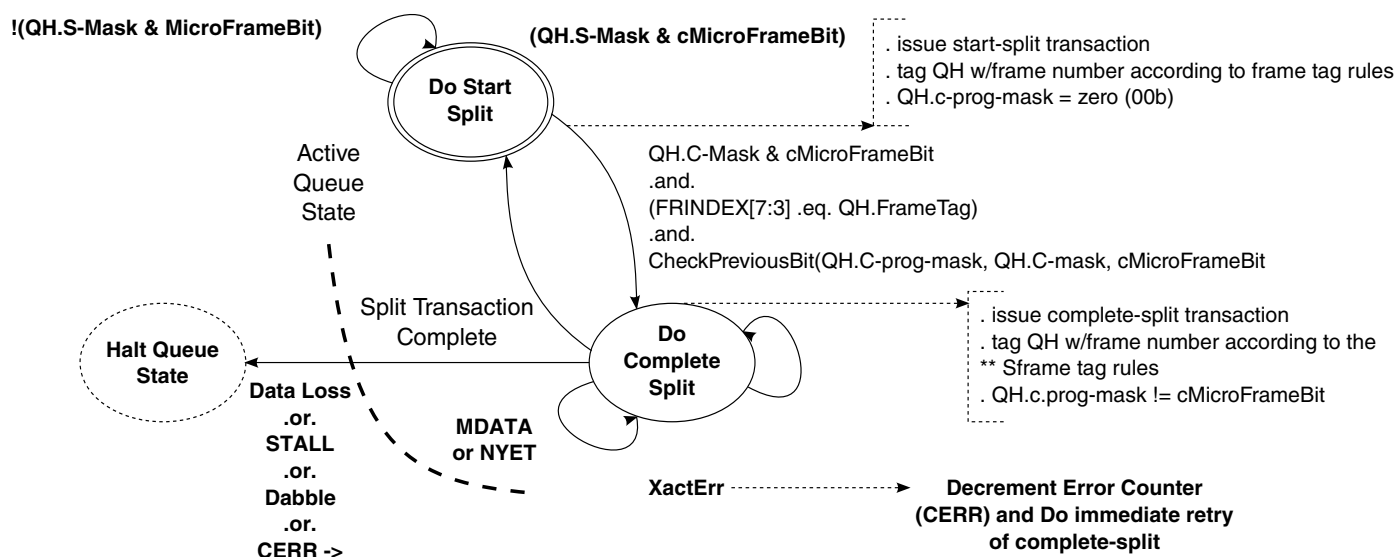 !(QH.S-Mask & MicroFrameBit)
(QH.S-Mask & cMicroFrameBit)
Do Start
Split
. issue start-split transaction
. tag QH w/frame number according to frame tag rules
. QH.c-prog-mask = zero (00b)
Active
Queue
State
QH.C-Mask & cMicroFrameBit
.and.
(FRINDEX[7:3] .eq. QH.FrameTag)
.and.
CheckPreviousBit(QH.C-prog-mask, QH.C-mask, cMicroFrameBit
Split Transaction
Complete
Halt Queue
State
Do
Complete
Split
. issue complete-split transaction
. tag QH w/frame number according to the
** Sframe tag rules
. QH.c.prog-mask != cMicroFrameBit
Data Loss
.or.
STALL
.or.
Dabble
.or.
CERR ->
MDATA
or NYET
XactErr
Decrement Error Counter
(CERR) and Do immediate retry
of complete-split